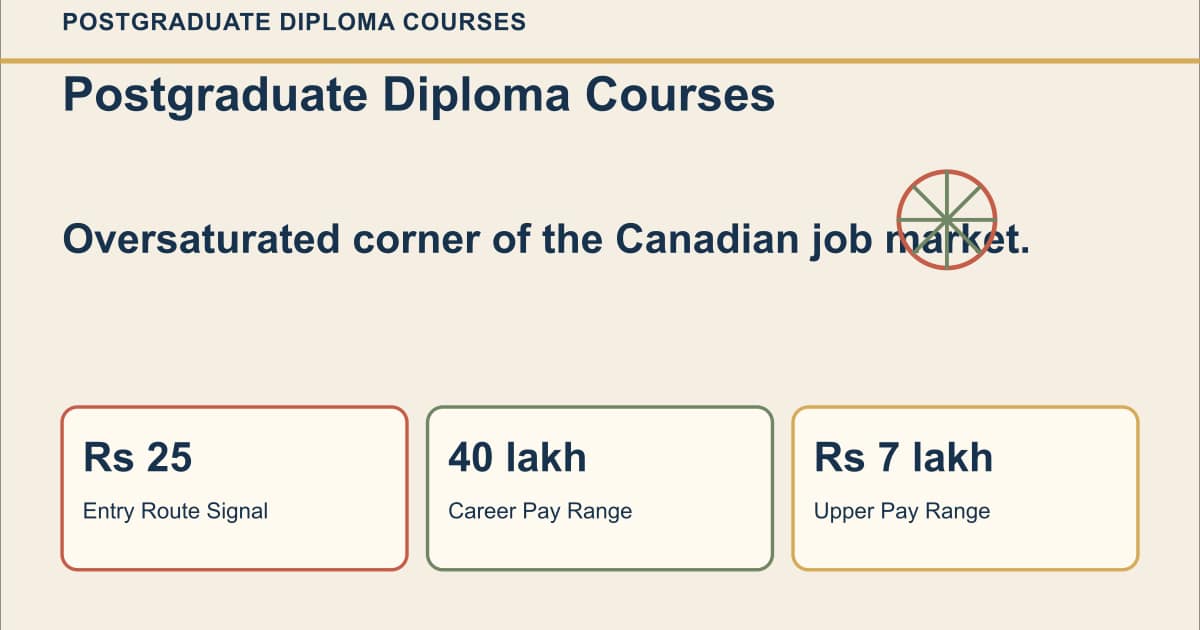 POSTGRADUATE DIPLOMA COURSES
Postgraduate Diploma Courses
Oversaturated corner of the Canadian job market.
Rs 25
Entry Route Signal
40 lakh
Career Pay Range
Rs 7 lakh
Upper Pay Range